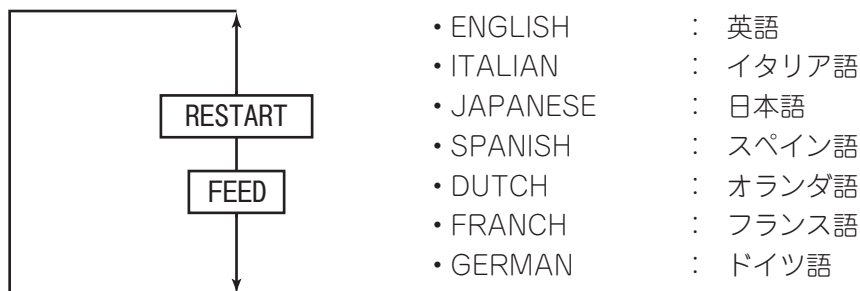 RESTART
FEED
・ENGLISH : 英語
・ITALIAN : イタリア語
・JAPANESE : 日本語
・SPANISH : スペイン語
・DUTCH : オランダ語
・FRANCH : フランス語
・GERMAN : ドイツ語